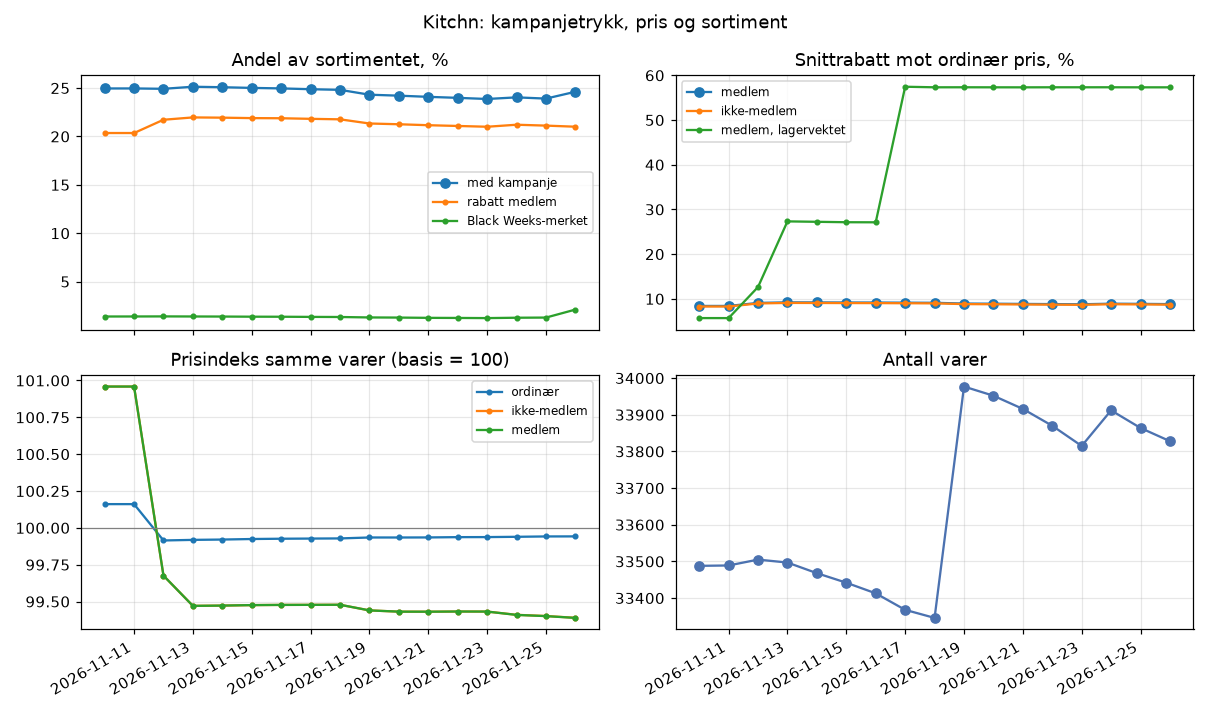 Kitchn: kampanjetrykk, pris og sortiment
Andel av sortimentet, %
25
20
15
10
5
med kampanje
rabatt medlem
Black Weeks-merket
Snittrabatt mot ordinær pris, %
60
50
40
30
20
10
medlem
ikke-medlem
medlem, lagervektet
Prisindeks samme varer (basis = 100)
101.00
100.75
100.50
100.25
100.00
99.75
99.50
ordinær
ikke-medlem
medlem
2026-11-11
2026-11-13
2026-11-15
2026-11-17
2026-11-19
2026-11-21
2026-11-23
2026-11-25
Antall varer
34000
33900
33800
33700
33600
33500
33400
2026-11-11
2026-11-13
2026-11-15
2026-11-17
2026-11-19
2026-11-21
2026-11-23
2026-11-25